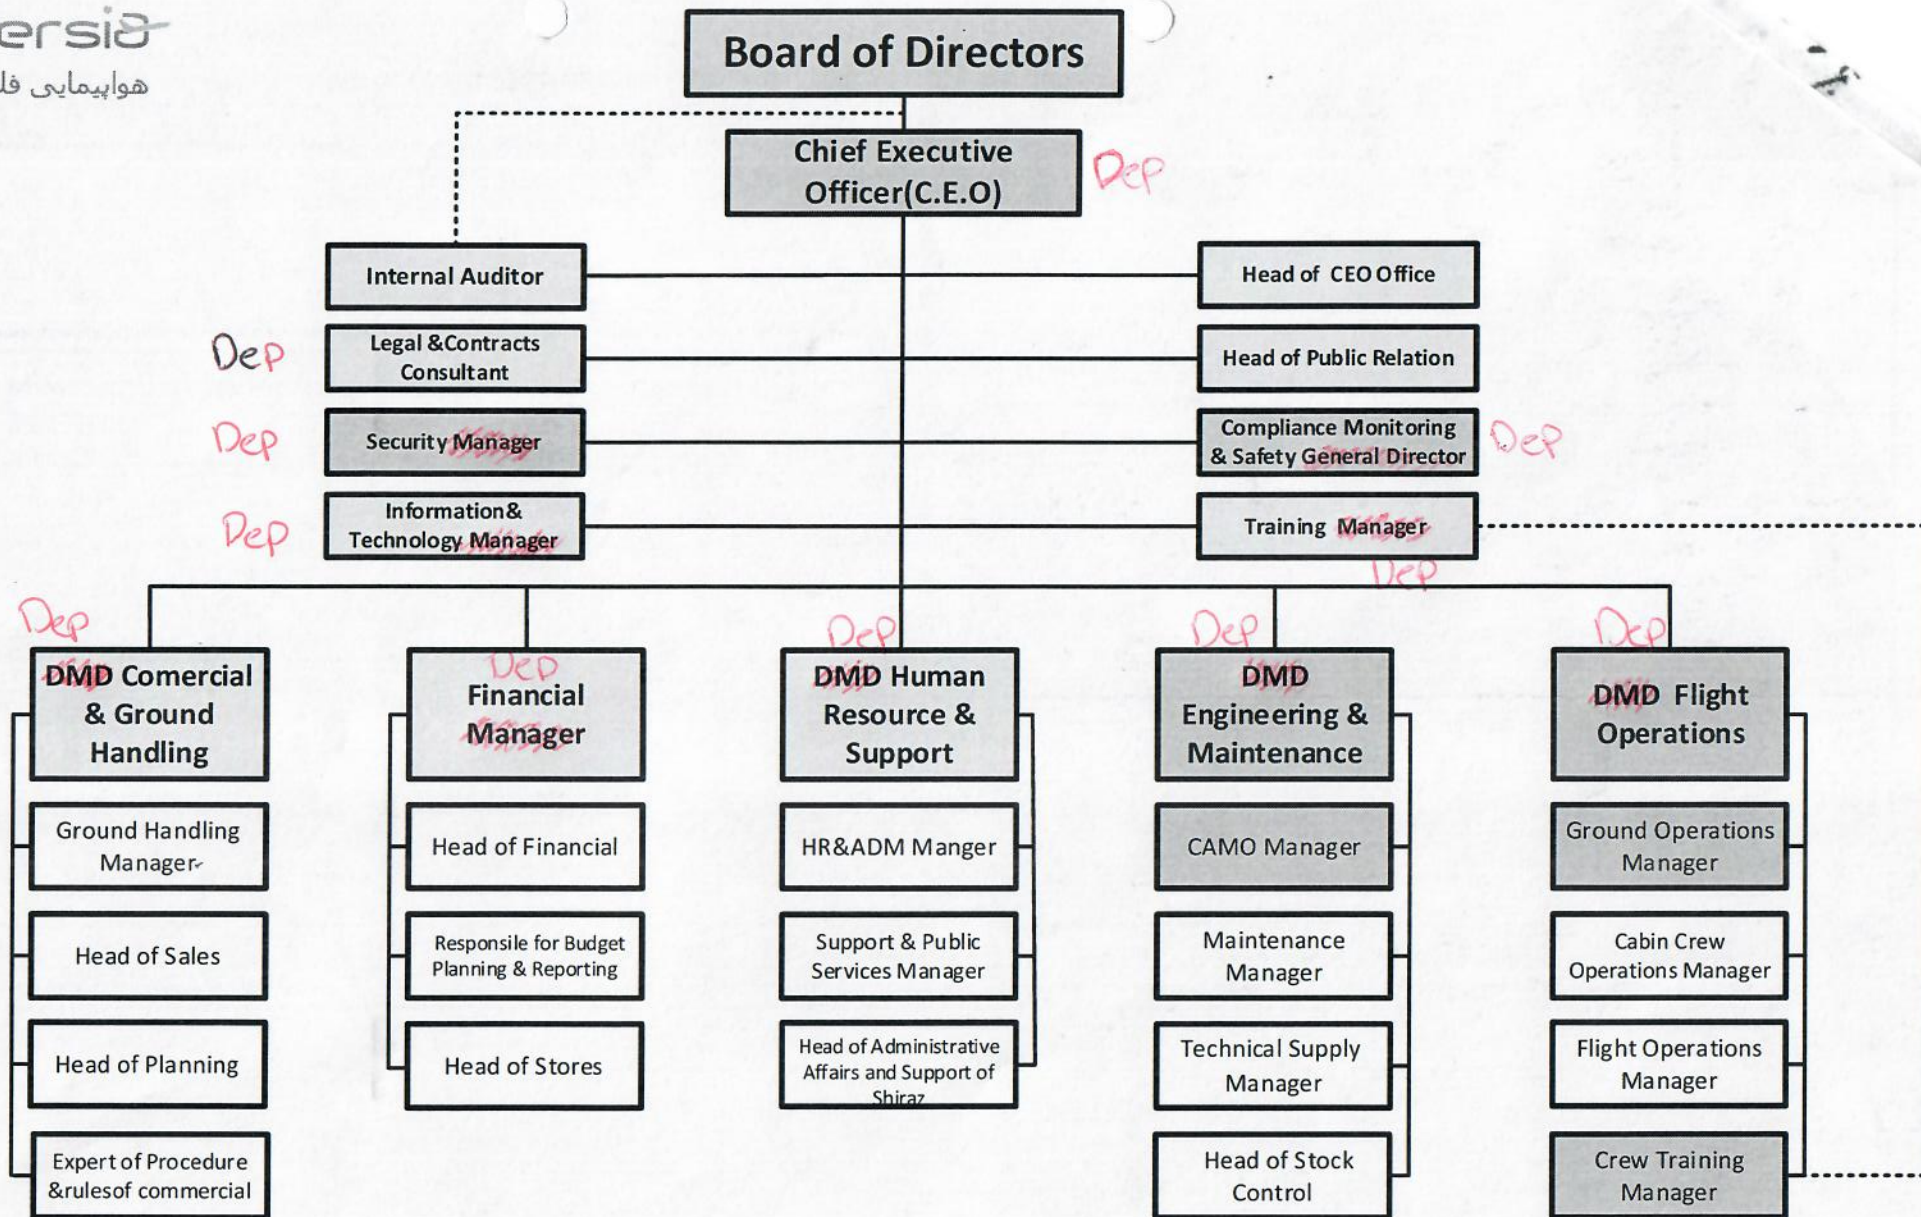 ersia
هواپیمایی فلا
Board of Directors
Chief Executive
Officer(C.E.O)
Dep
Internal Auditor
Head of CEO Office
Dep
Legal &Contracts
Consultant
Head of Public Relation
Dep
Security Manager
Compliance Monitoring
& Safety General Director
Dep
Dep
Information&
Technology Manager
Training Manager
Dep
Dep
DMD Comercial
& Ground
Handling
Dep
Financial
Manager
Dep
DMD Human
Resource &
Support
Dep
DMD
Engineering &
Maintenance
Dep
DMD Flight
Operations
Ground Handling
Manager
Head of Financial
HR&ADM Manger
CAMO Manager
Ground Operations
Manager
Head of Sales
Responsile for Budget
Planning & Reporting
Support & Public
Services Manager
Maintenance
Manager
Cabin Crew
Operations Manager
Head of Planning
Head of Stores
Head of Administrative
Affairs and Support of
Shiraz
Technical Supply
Manager
Flight Operations
Manager
Expert of Procedure
&rulesof commercial
Head of Stock
Control
Crew Training
Manager